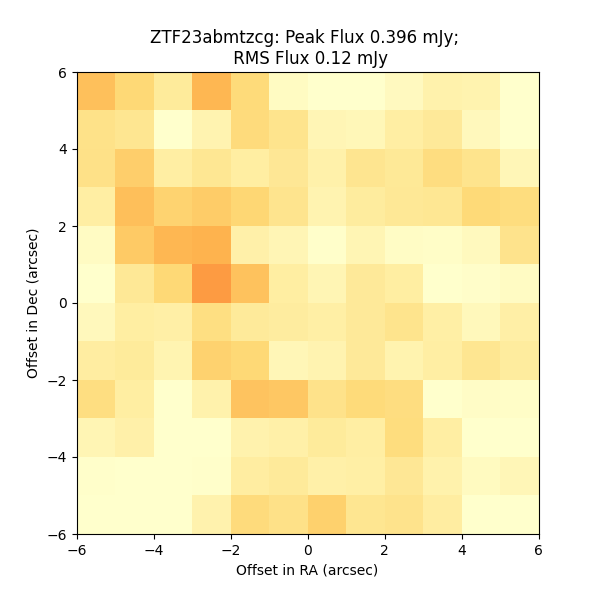 ZTF23abmtzcg: Peak Flux 0.396 mJy;
RMS Flux 0.12 mJy
6
4
2
0
−2
−4
−6
Offset in Dec (arcsec)
−6 −4 −2 0 2 4 6
Offset in RA (arcsec)